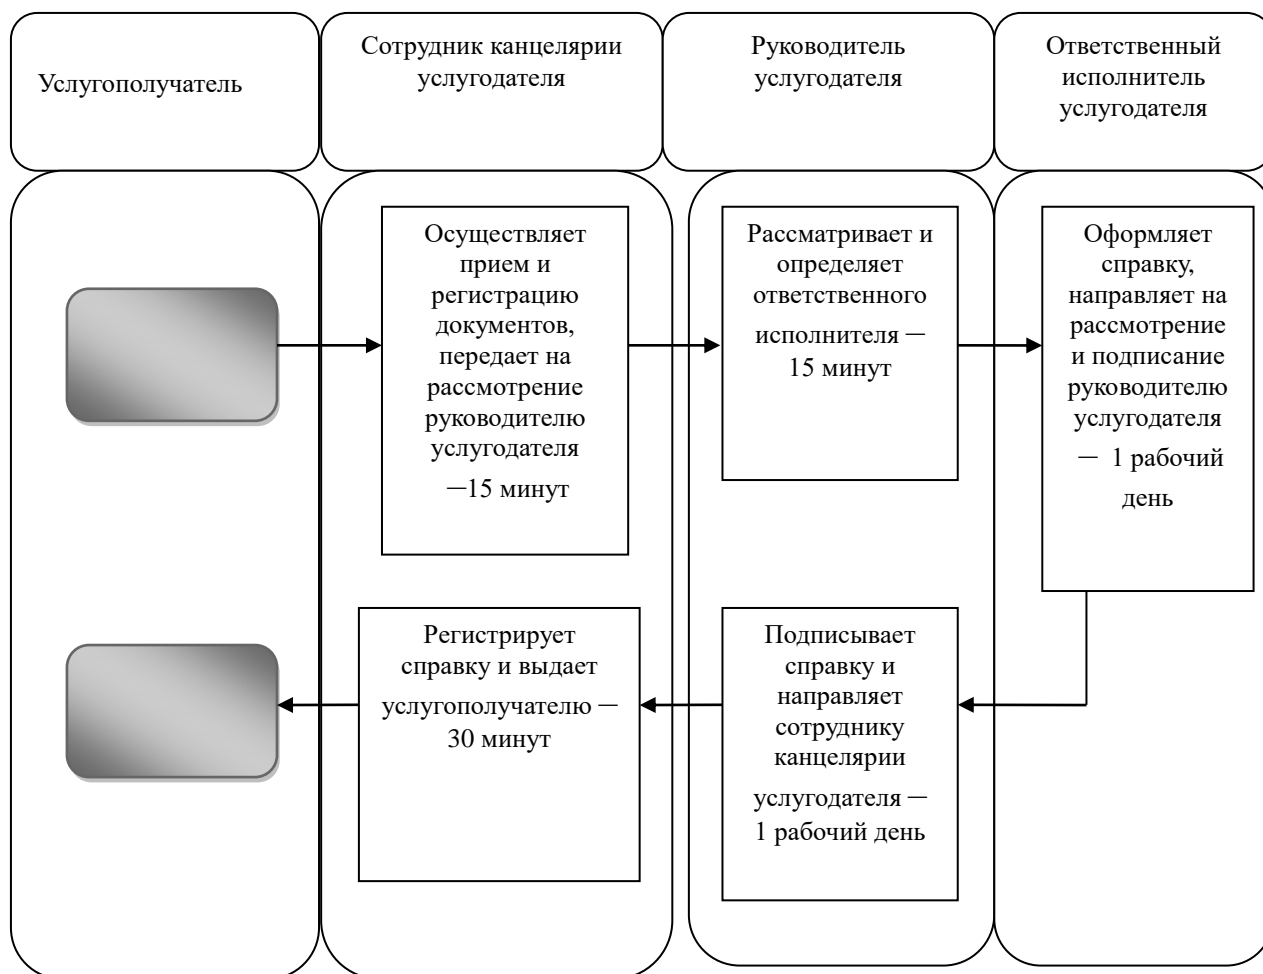 Услугополучатель
Сотрудник канцелярии
услугодателя
Руководитель
услугодателя
Ответственный
исполнитель
услугодателя
Осуществляет
прием и
регистрацию
документов,
передает на
рассмотрение
руководителю
услугодателя
—15 минут
Рассматривает и
определяет
ответственного
исполнителя —
15 минут
Оформляет
справку,
направляет на
рассмотрение
и подписание
руководителю
услугодателя
— 1 рабочий
день
Регистрирует
справку и выдает
услугополучателю —
30 минут
Подписывает
справку и
направляет
сотруднику
канцелярии
услугодателя —
1 рабочий день